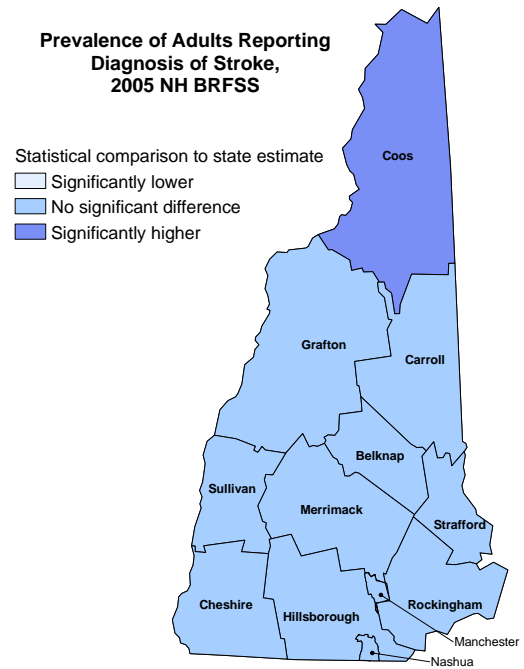 Prevalence of Adults Reporting
Diagnosis of Stroke,
2005 NH BRFSS
Statistical comparison to state estimate
Significantly lower
No significant difference
Significantly higher
Coos
Grafton
Carroll
Belknap
Sullivan
Merrimack
Strafford
Cheshire
Hillsborough
Rockingham
Manchester
Nashua